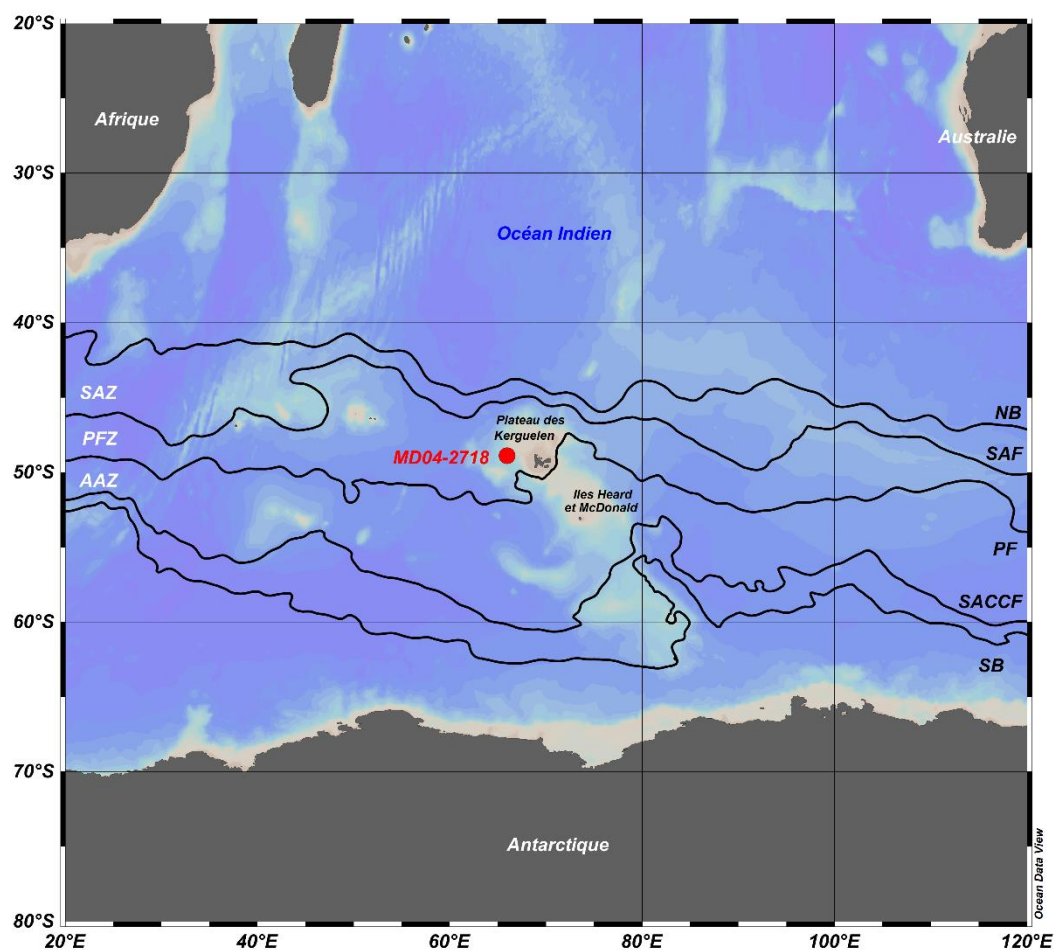 20°S
30°S
40°S
50°S
60°S
70°S
80°S
20°E
40°E
60°E
80°E
100°E
120°E
Afrique
Australie
Océan Indien
SAZ
PFZ
AAZ
Plateau des
Kerguelen
MD04-2718
Iles Heard
et McDonald
NB
SAF
PF
SACCF
SB
Antarctique
Ocean Data View